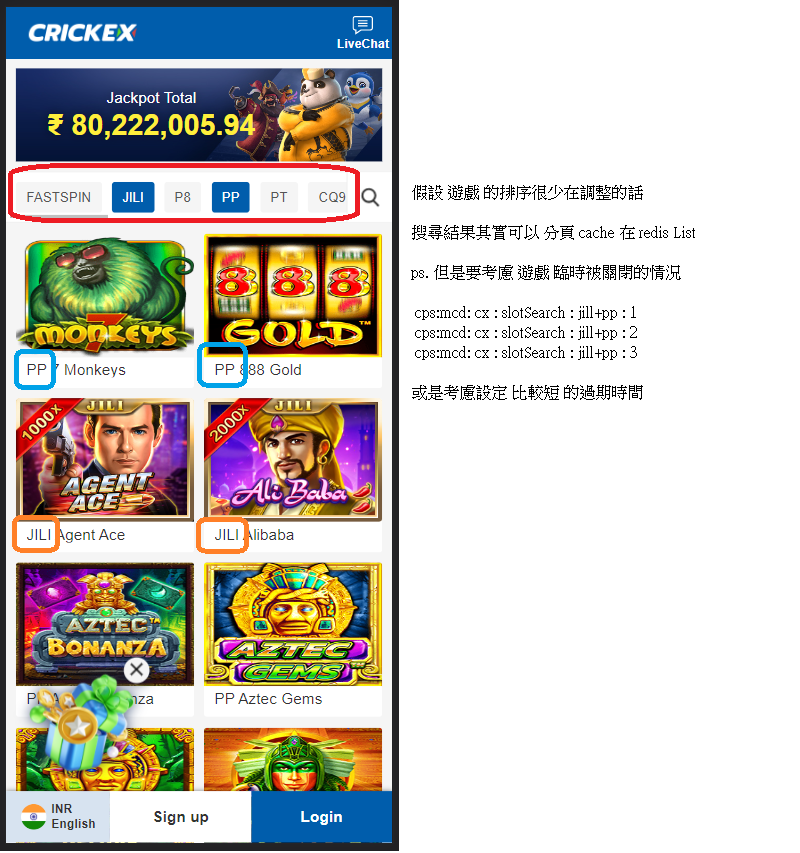 CRICKEX
LiveChat
Jackpot Total
₹ 80,222,005.94
FASTSPIN JILI P8 PP PT CQ9
7 MONKEYS
888 GOLD™
PP 7 Monkeys
PP 888 Gold
1000X JILI AGENT ACE
2000X JILI Ali Baba
JILI Agent Ace
JILI Alibaba
AZTEC BONANZA™
AZTEC GEMS™
PP Aztec Gems
INR
English
Sign up
Login
假設 遊戲 的排序很少在調整的話
搜尋結果其實可以 分頁 cache 在 redis List
ps. 但是要考慮 遊戲 臨時被關閉的情況
cps:mcd: cx : slotSearch : jill+pp : 1
cps:mcd: cx : slotSearch : jill+pp : 2
cps:mcd: cx : slotSearch : jill+pp : 3
或是考慮設定 比較短 的過期時間